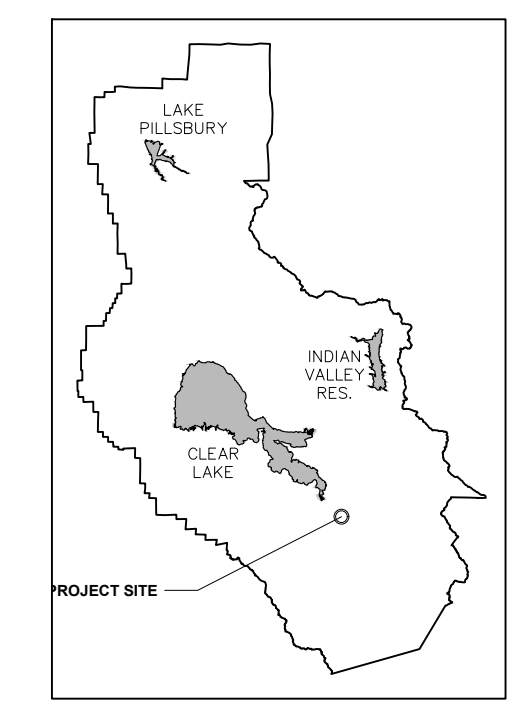 LAKE
PILLSBURY
INDIAN
VALLEY
RES.
CLEAR
LAKE
PROJECT SITE